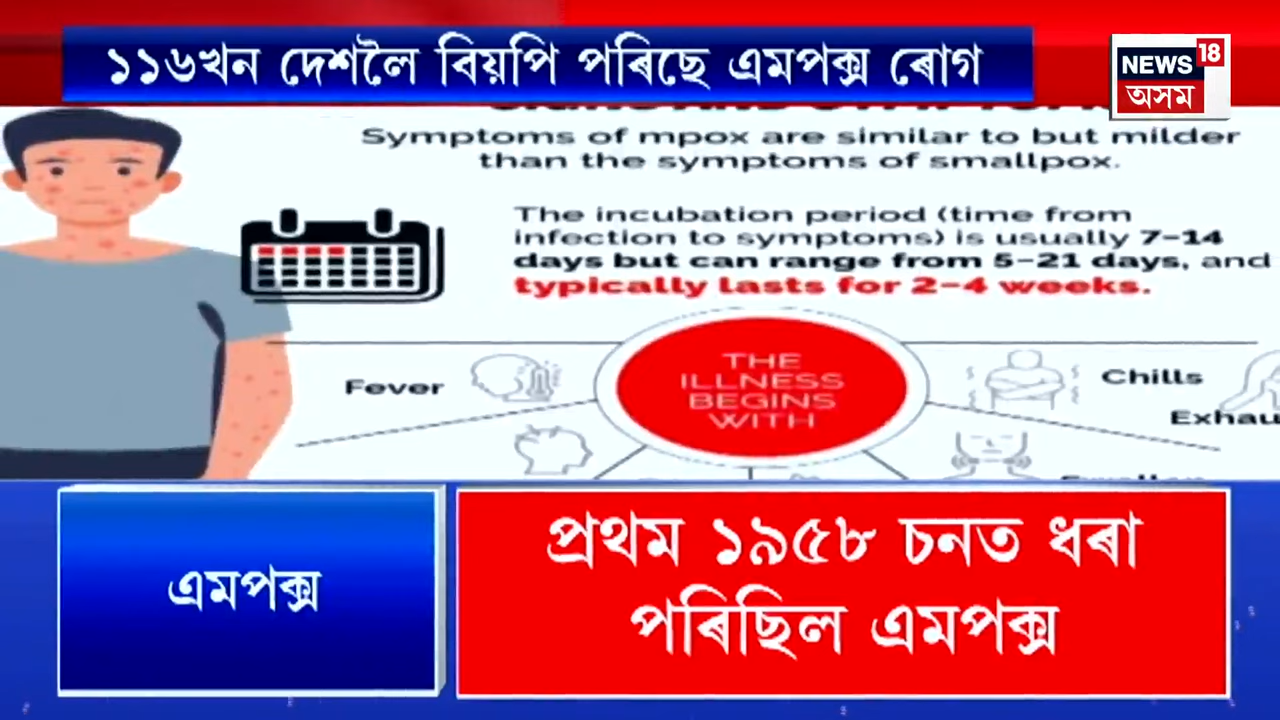 ১১৬খন দেশলৈ বিয়পি পৰিছে এমপক্স ৰোগ
NEWS 18
অসম
Symptoms of mpox are similar to but milder
than the symptoms of smallpox.
The incubation period (time from
infection to symptoms) is usually 7-14
days but can range from 5-21 days, and
typically lasts for 2-4 weeks.
THE
ILLNESS
BEGINS
WITH
Fever
Chills
এমপক্স
প্ৰথম ১৯৫৮ চনত ধৰা
পৰিছিল এমপক্স